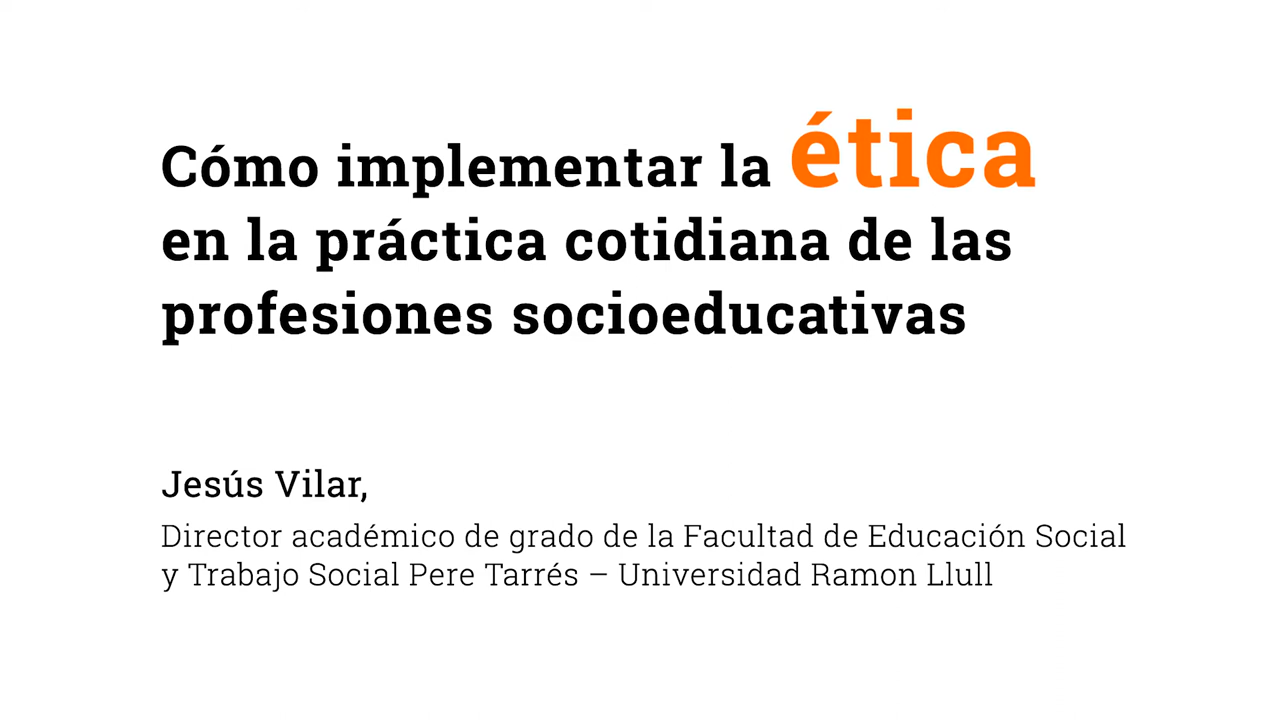 Cómo implementar la ética
en la práctica cotidiana de las
profesiones socioeducativas
Jesús Vilar,
Director académico de grado de la Facultad de Educación Social
y Trabajo Social Pere Tarrés – Universidad Ramon Llull